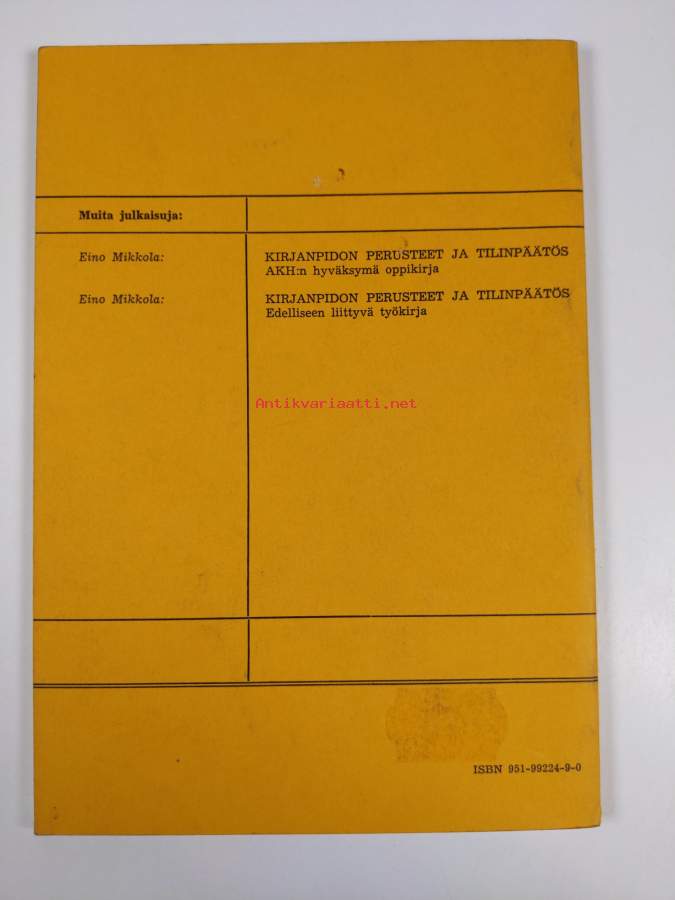 Muita julkaisuja:
Eino Mikkola: KIRJANPIDON PERUSTEET JA TILINPÄÄTÖS
AKH:n hyväksymä oppikirja
Eino Mikkola: KIRJANPIDON PERUSTEET JA TILINPÄÄTÖS
Edelliseen liittyvä työkirja
Antikvariaatti.net
ISBN 951-99224-9-0